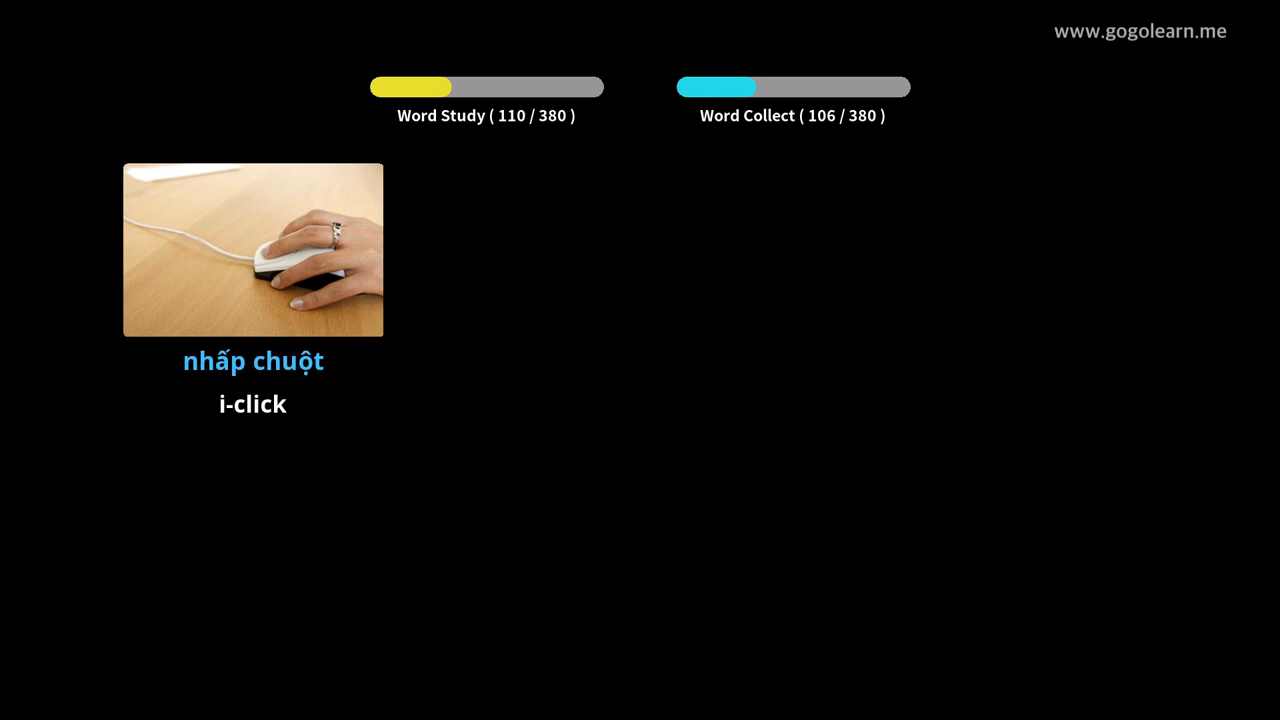 www.gogolearn.me
Word Study ( 110 / 380 )
Word Collect ( 106 / 380 )
nhấp chuột
i-click